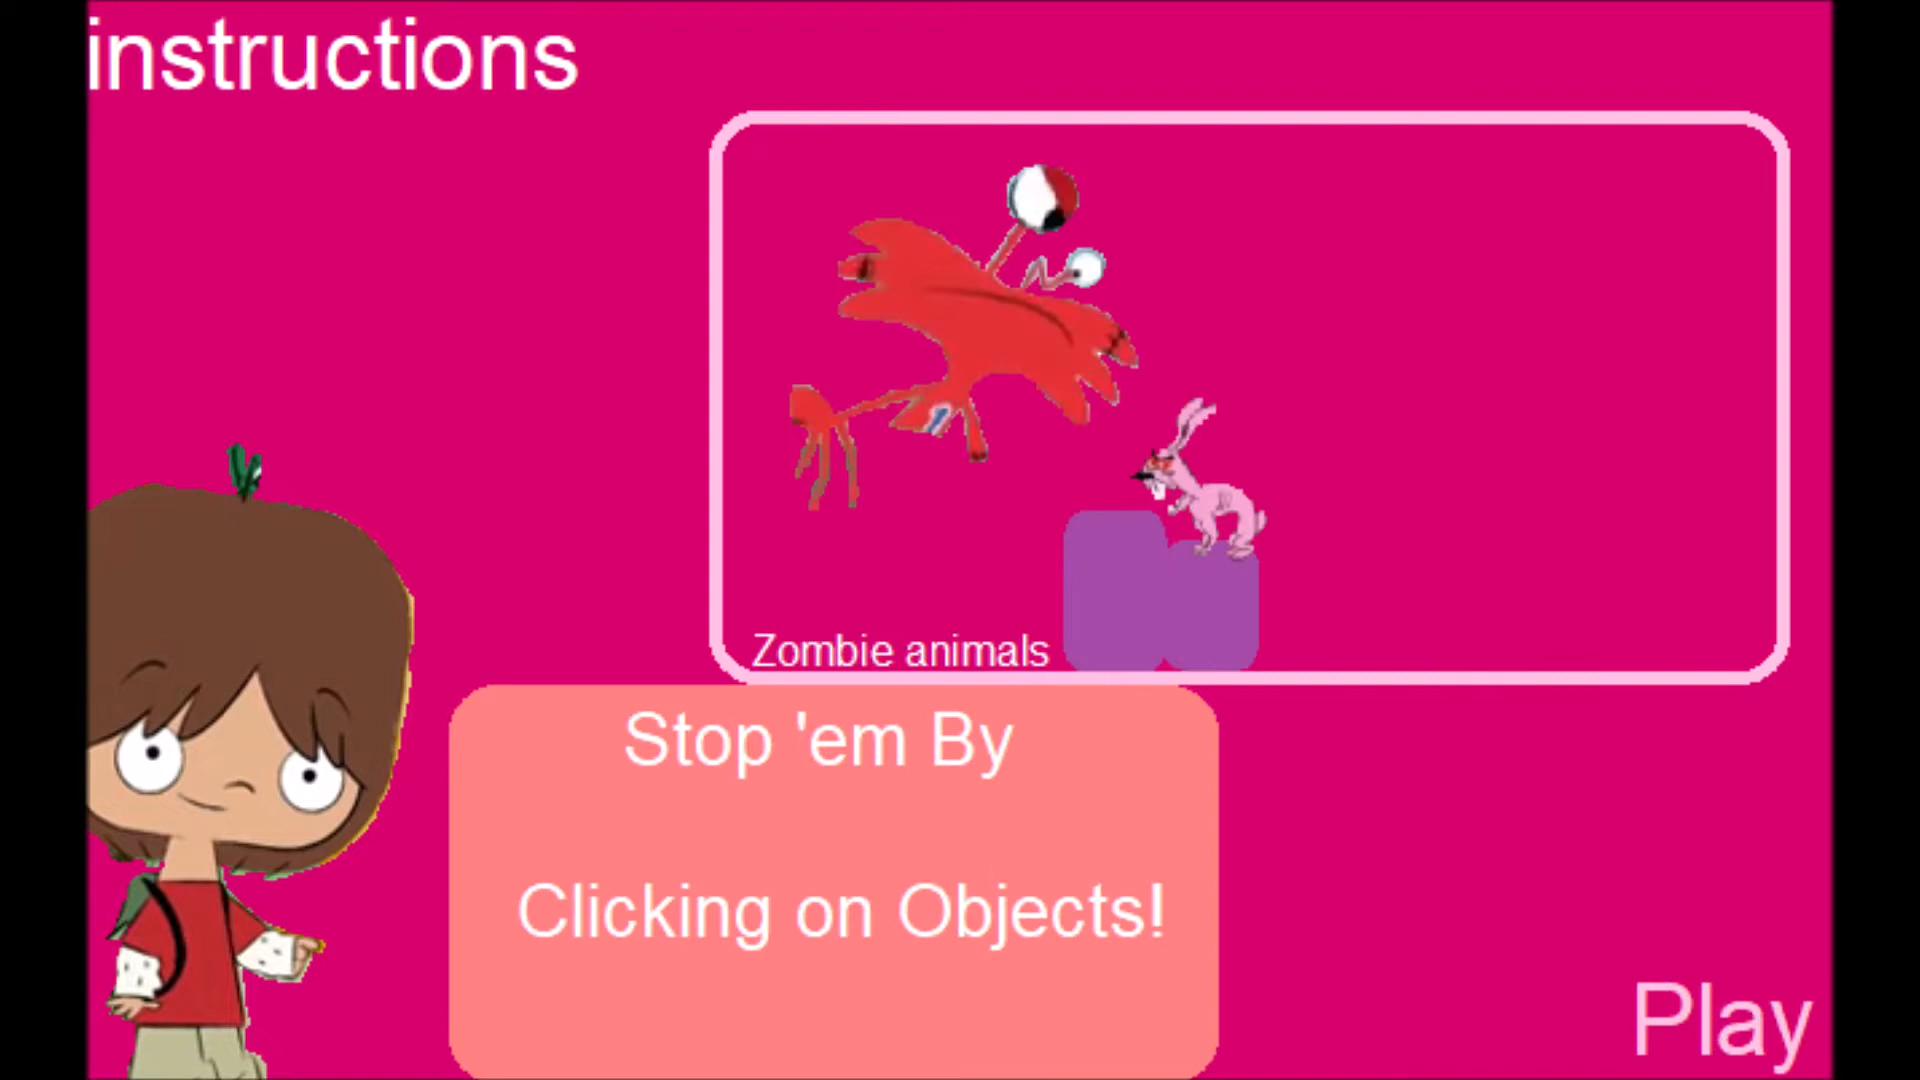 instructions
Zombie animals
Stop 'em By
Clicking on Objects!
Play